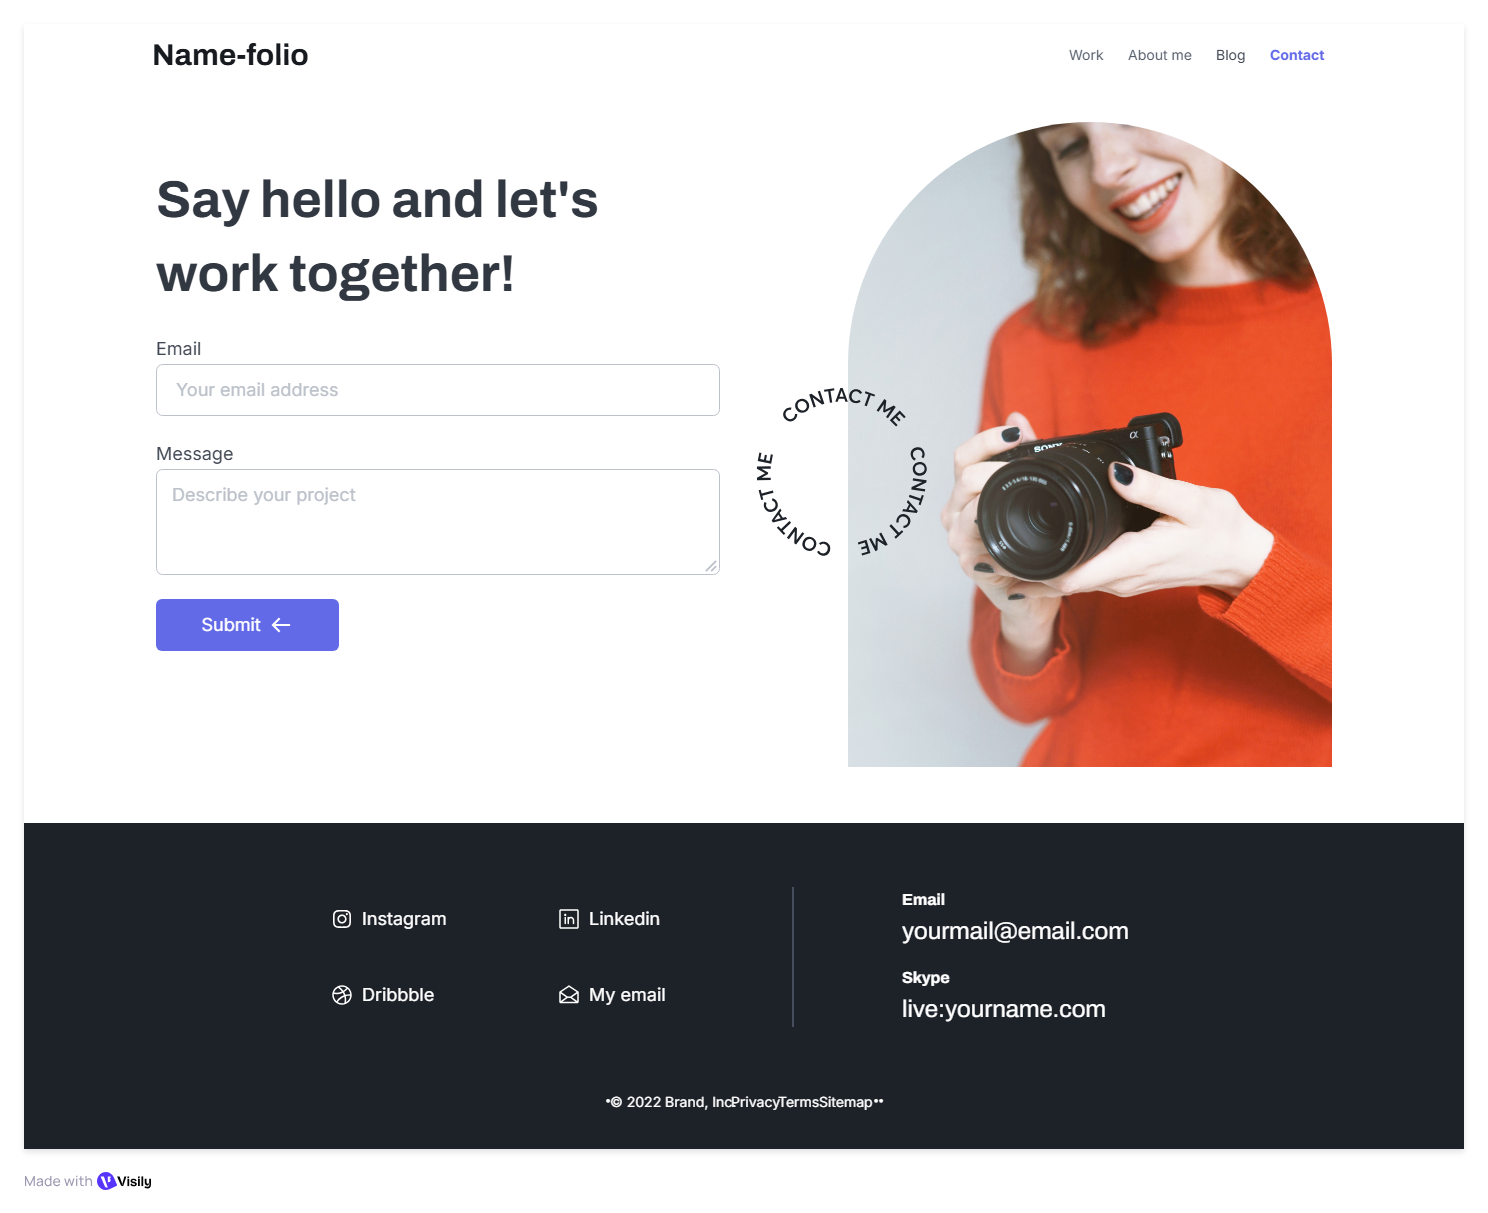 Name-folio
Work About me Blog Contact
Say hello and let's
work together!
Email
Your email address
Message
Describe your project
Submit
CONTACT ME CONTACT ME CONTACT ME
SONY
α
Instagram
Linkedin
Dribbble
My email
Email
yourmail@email.com
Skype
live:yourname.com
•© 2022 Brand, IncPrivacyTermsSitemap••
Made with Visily